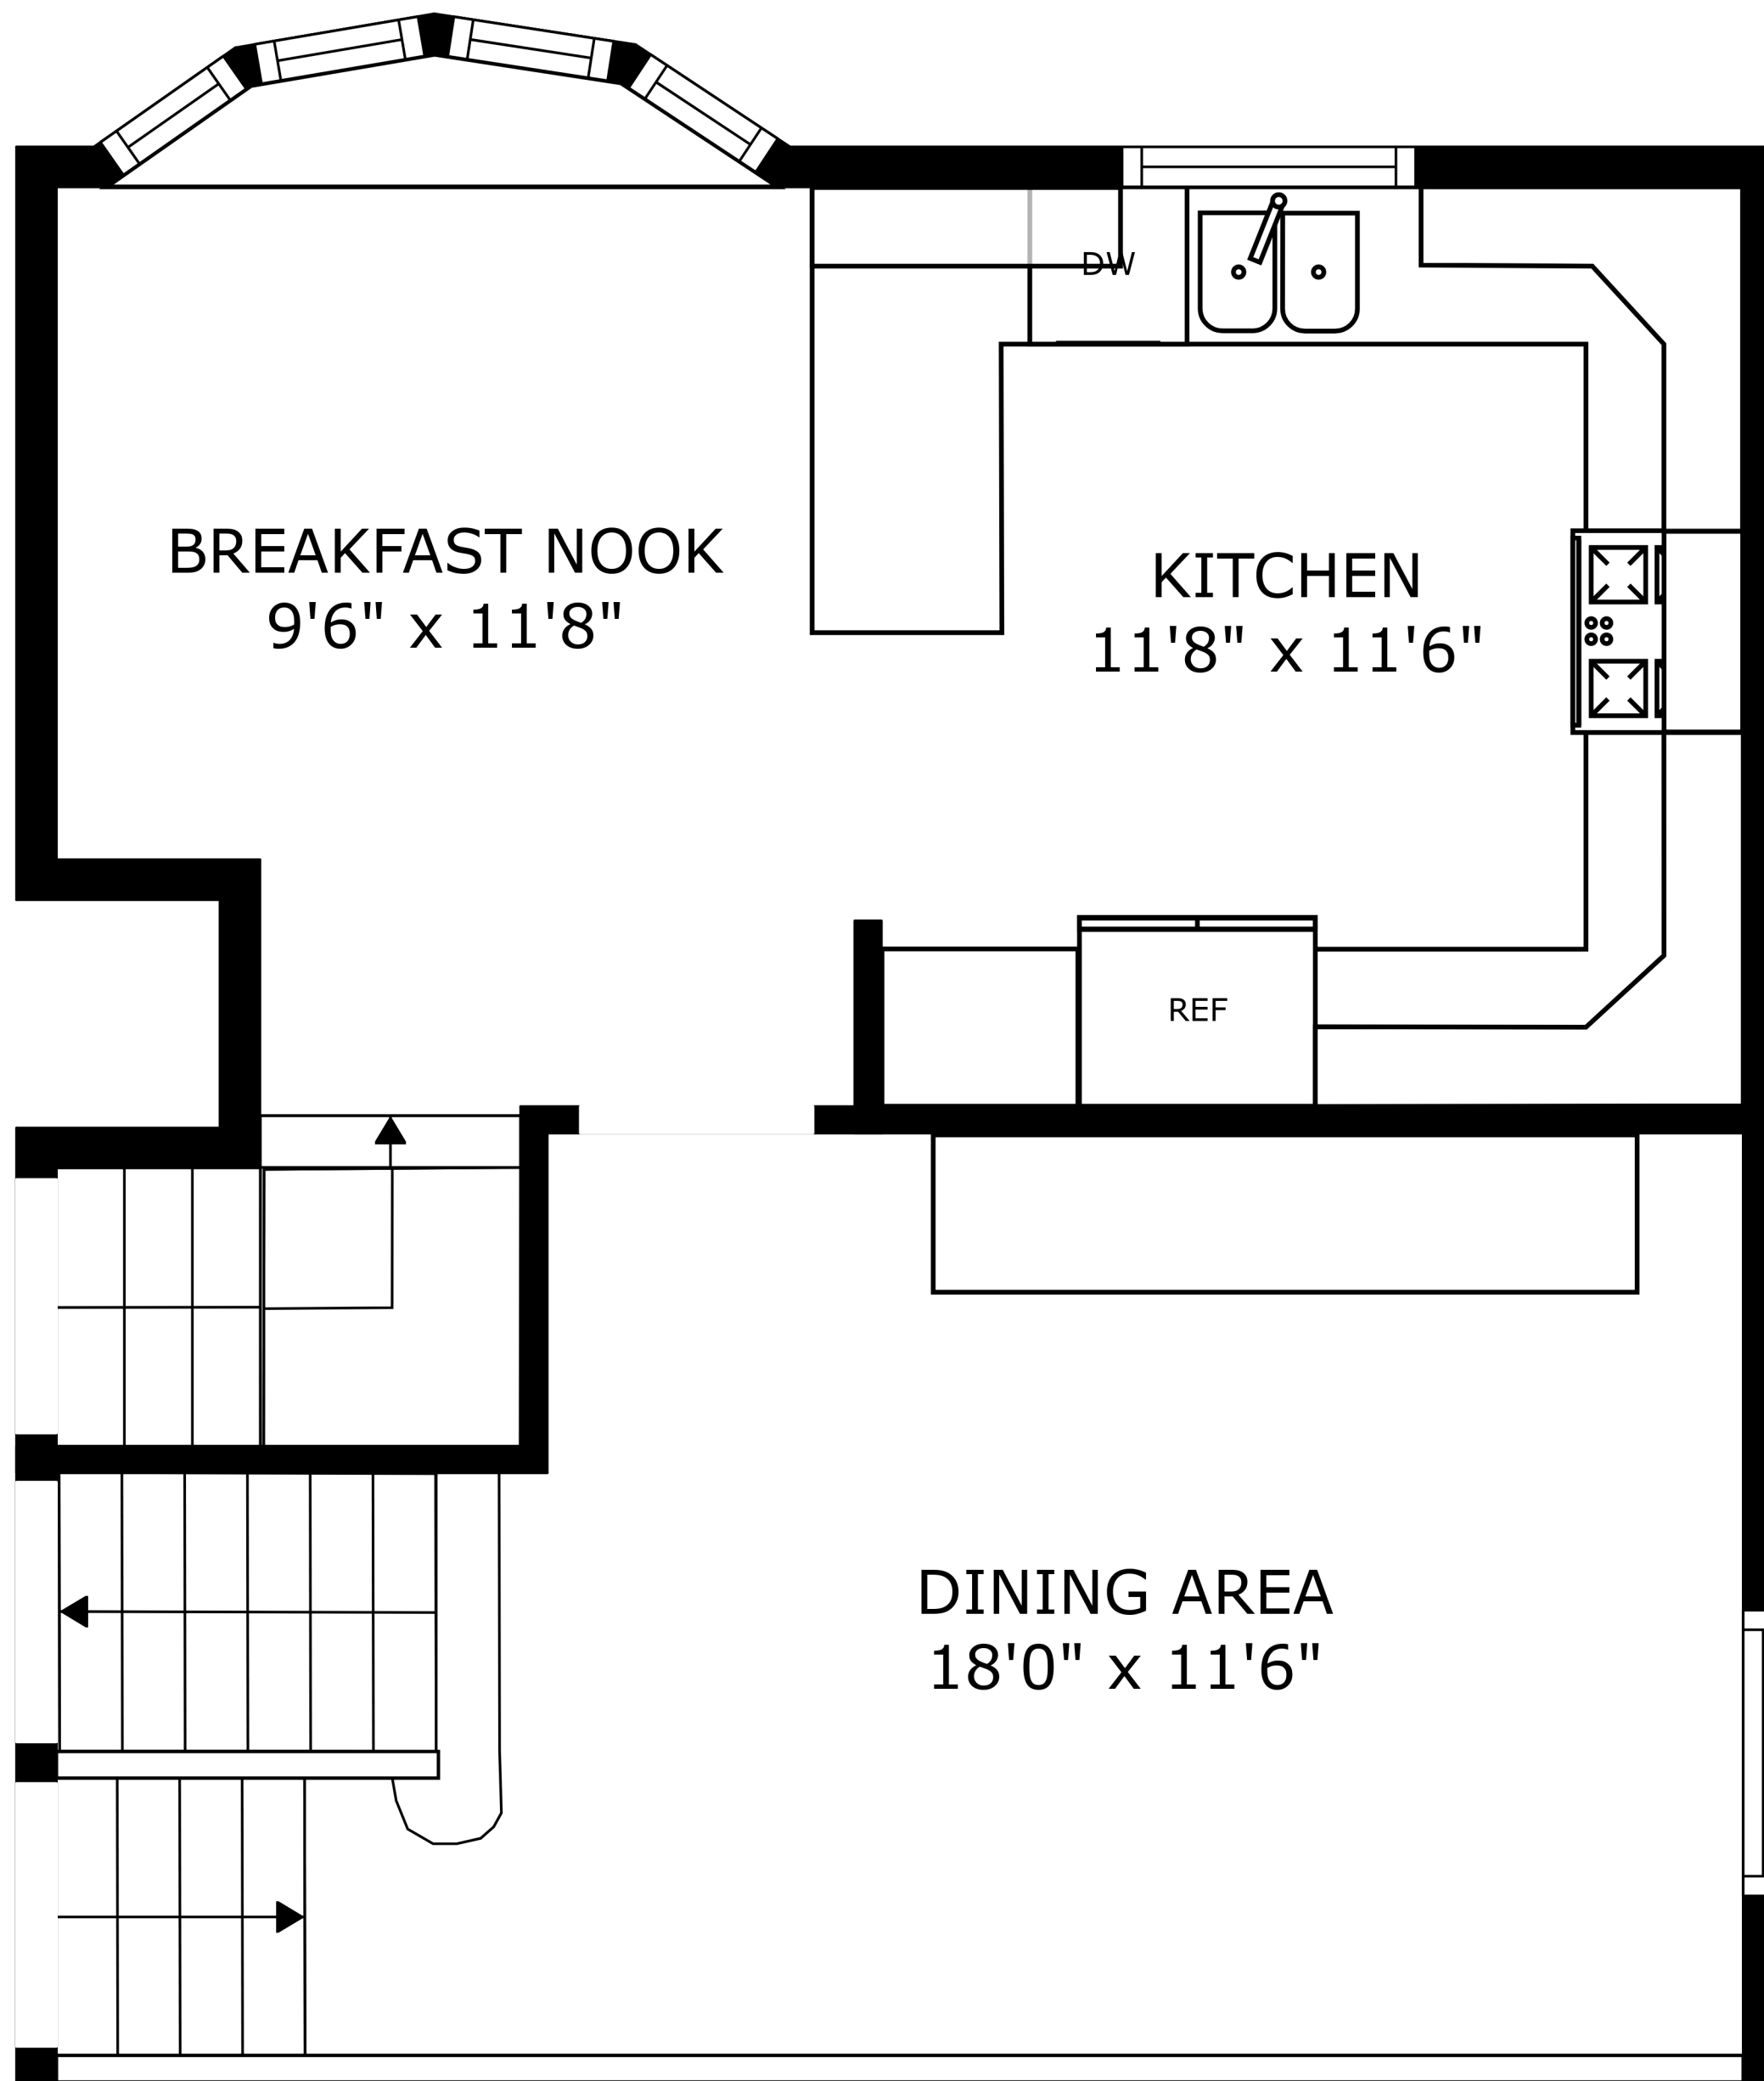 DW
BREAKFAST NOOK
9'6" x 11'8"
KITCHEN
11'8" x 11'6"
REF
DINING AREA
18'0" x 11'6"